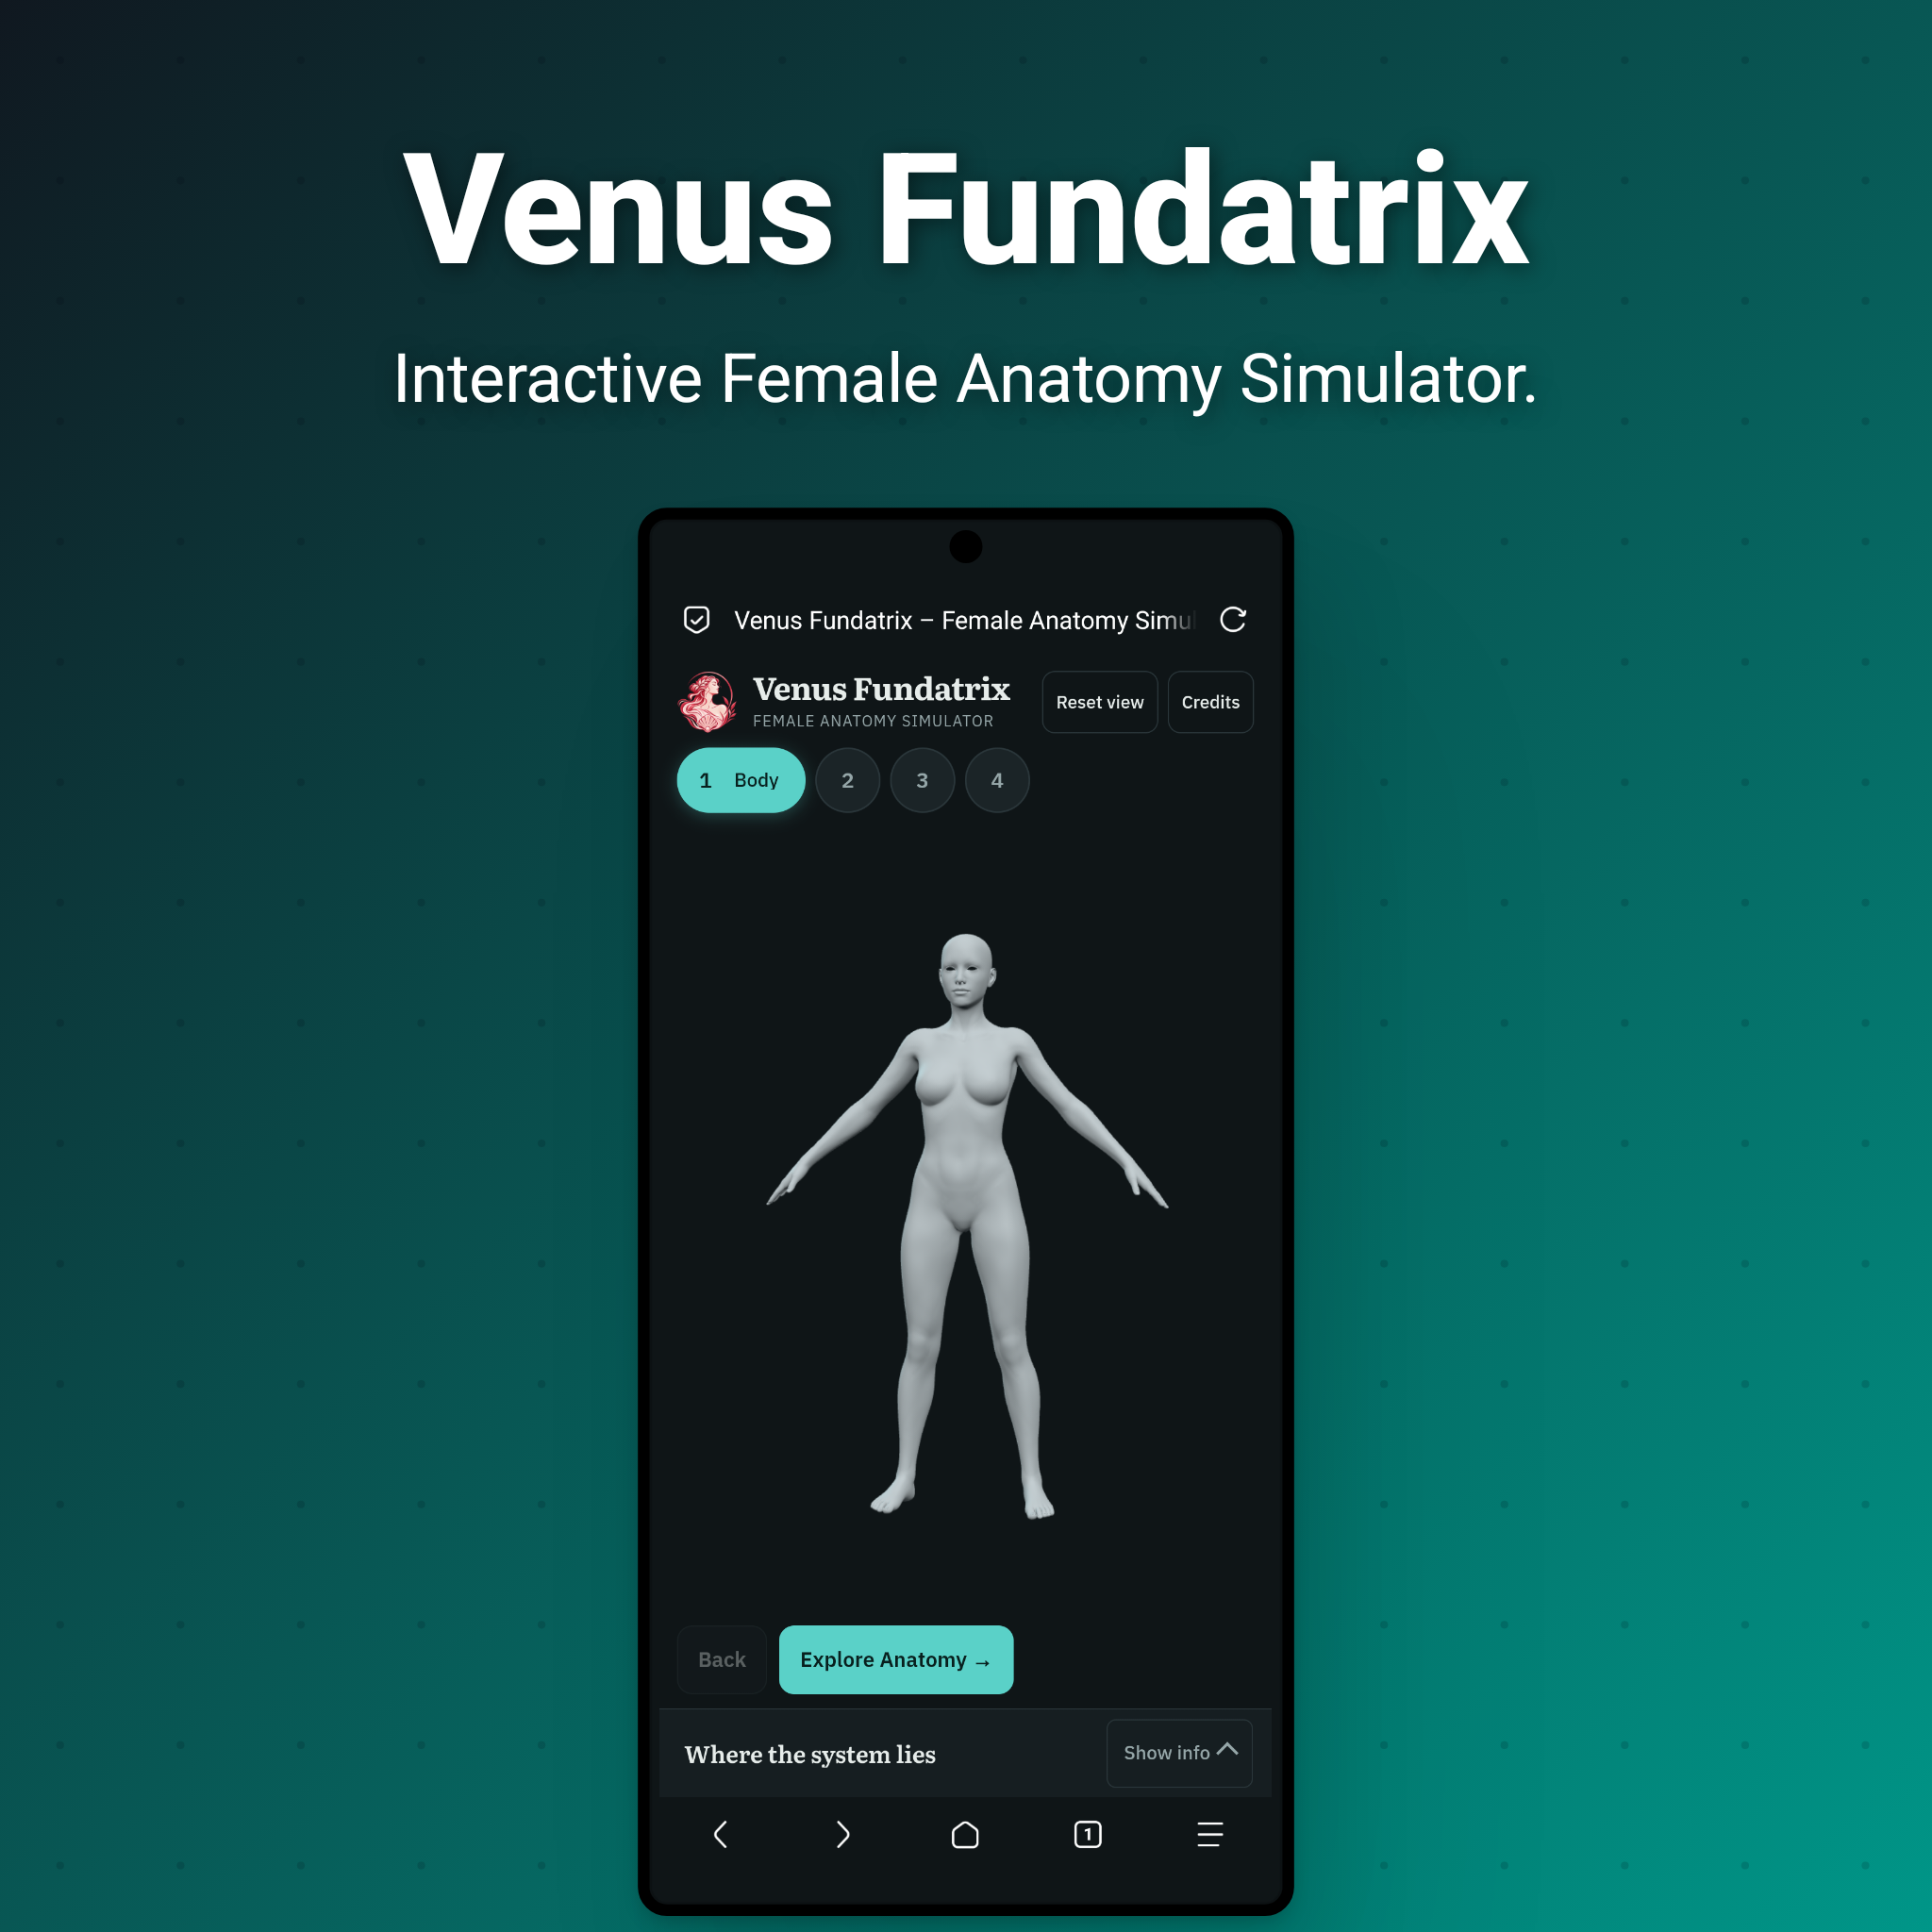 Venus Fundatrix
Interactive Female Anatomy Simulator.
Venus Fundatrix – Female Anatomy Simul
Venus Fundatrix
FEMALE ANATOMY SIMULATOR
Reset view
Credits
1 Body
2
3
4
Back
Explore Anatomy →
Where the system lies
Show info
1